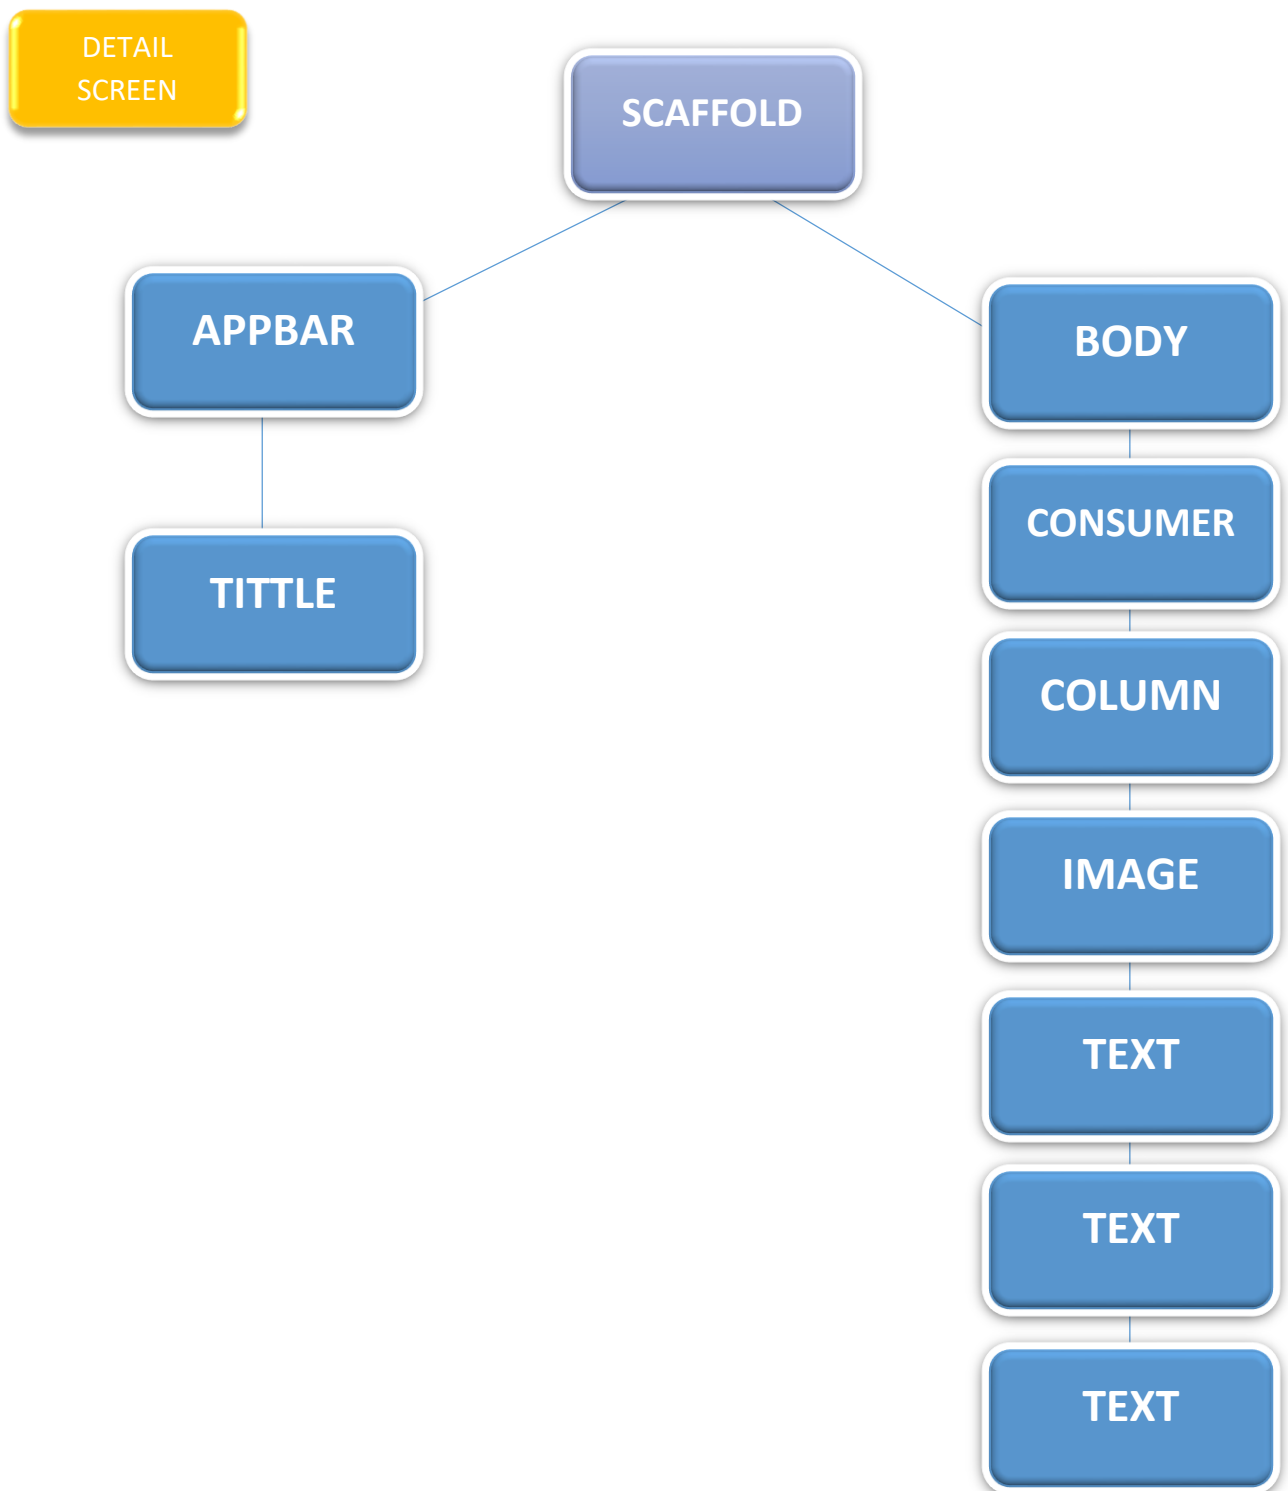 DETAIL
SCREEN
SCAFFOLD
APPBAR
BODY
CONSUMER
TITTLE
COLUMN
IMAGE
TEXT
TEXT
TEXT